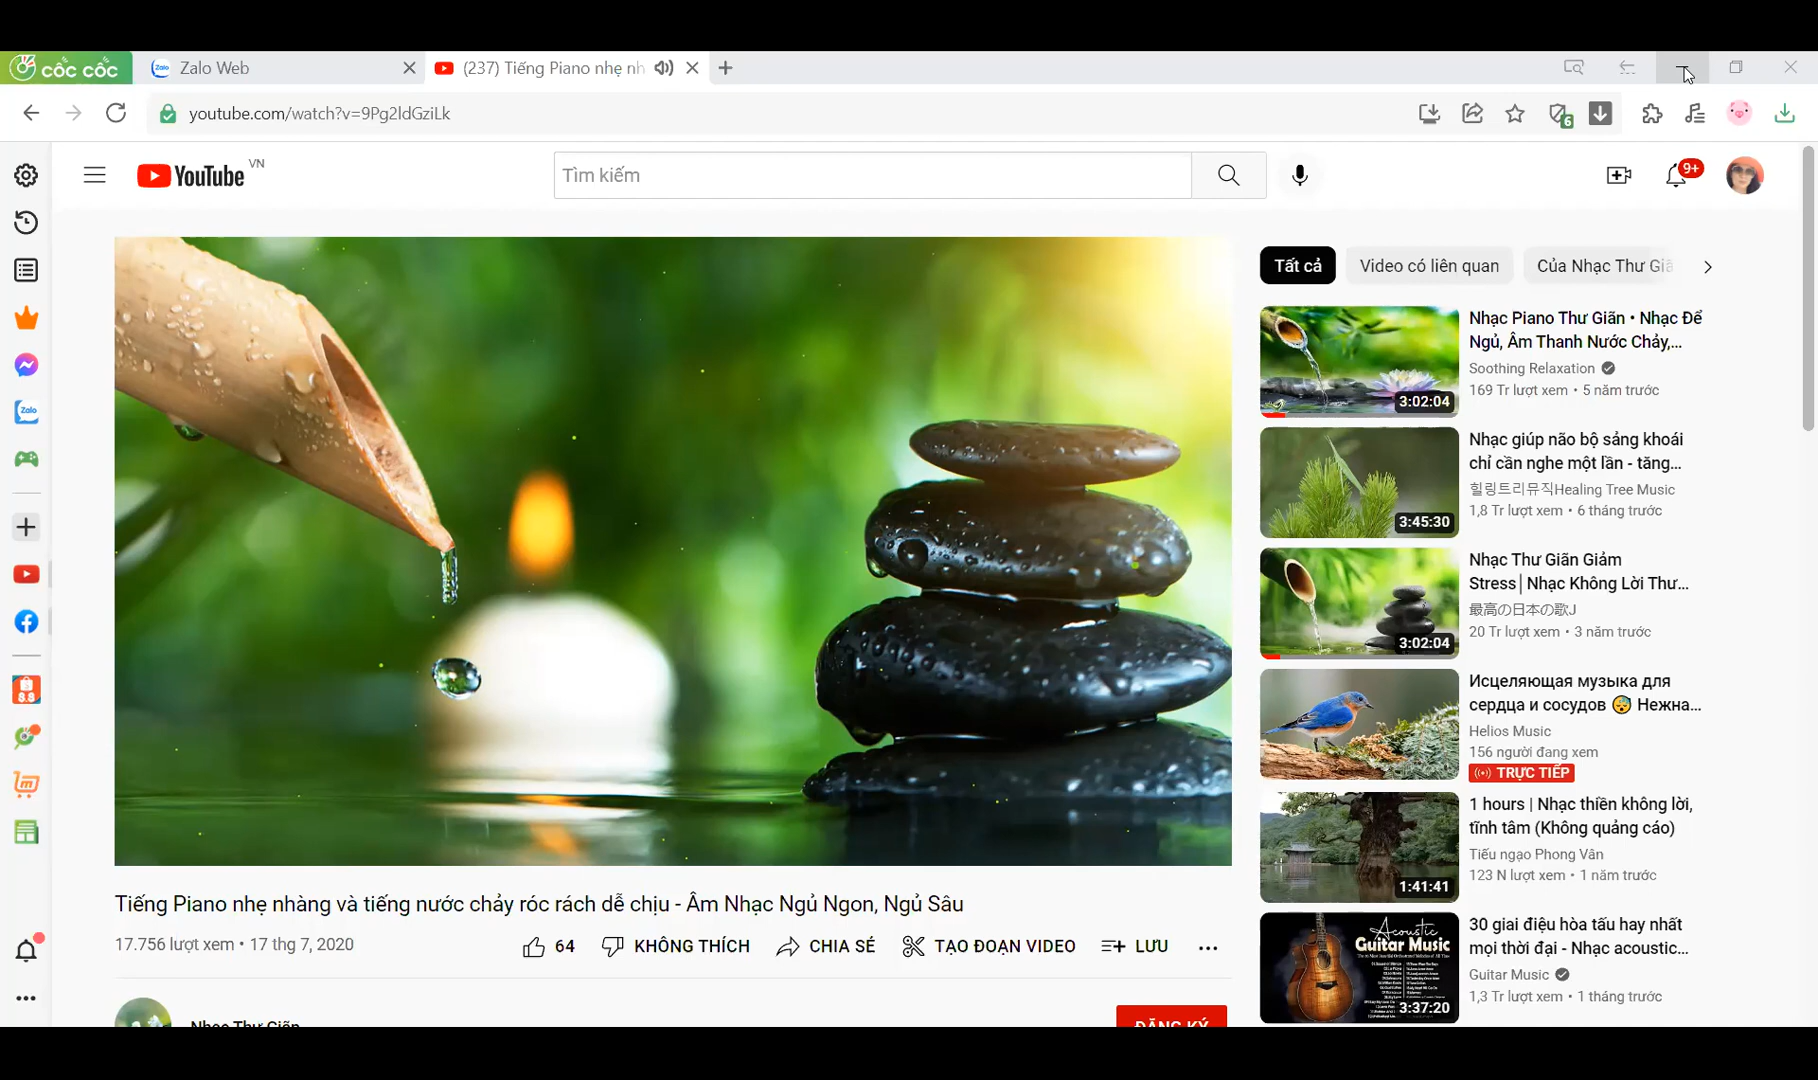 cốc cốc
Zalo Web
(237) Tiếng Piano nhẹ nh
youtube.com/watch?v=9Pg2ldGziLk
6
YouTube VN
Tìm kiếm
9+
Tất cả
Video có liên quan
Của Nhạc Thư Giã
Nhạc Piano Thư Giãn • Nhạc Để
Ngủ, Âm Thanh Nước Chảy,...
Soothing Relaxation
169 Tr lượt xem • 5 năm trước
3:02:04
Nhạc giúp não bộ sảng khoái
chỉ cần nghe một lần - tăng...
힐링트리뮤직Healing Tree Music
1,8 Tr lượt xem • 6 tháng trước
3:45:30
Nhạc Thư Giãn Giảm
Stress│Nhạc Không Lời Thư...
最高の日本の歌J
20 Tr lượt xem • 3 năm trước
3:02:04
Исцеляющая музыка для
сердца и сосудов 😴 Нежна...
Helios Music
156 người đang xem
TRỰC TIẾP
1 hours | Nhạc thiền không lời,
tĩnh tâm (Không quảng cáo)
Tiếu ngạo Phong Vân
123 N lượt xem • 1 năm trước
1:41:41
30 giai điệu hòa tấu hay nhất
mọi thời đại - Nhạc acoustic...
Guitar Music
1,3 Tr lượt xem • 1 tháng trước
Acoustic
Guitar Music
3:37:20
Zalo
8.8
Tiếng Piano nhẹ nhàng và tiếng nước chảy róc rách dễ chịu - Âm Nhạc Ngủ Ngon, Ngủ Sâu
17.756 lượt xem • 17 thg 7, 2020
64
KHÔNG THÍCH
CHIA SẺ
TẠO ĐOẠN VIDEO
LƯU
Nhạc Thư Giãn
ĐĂNG KÝ